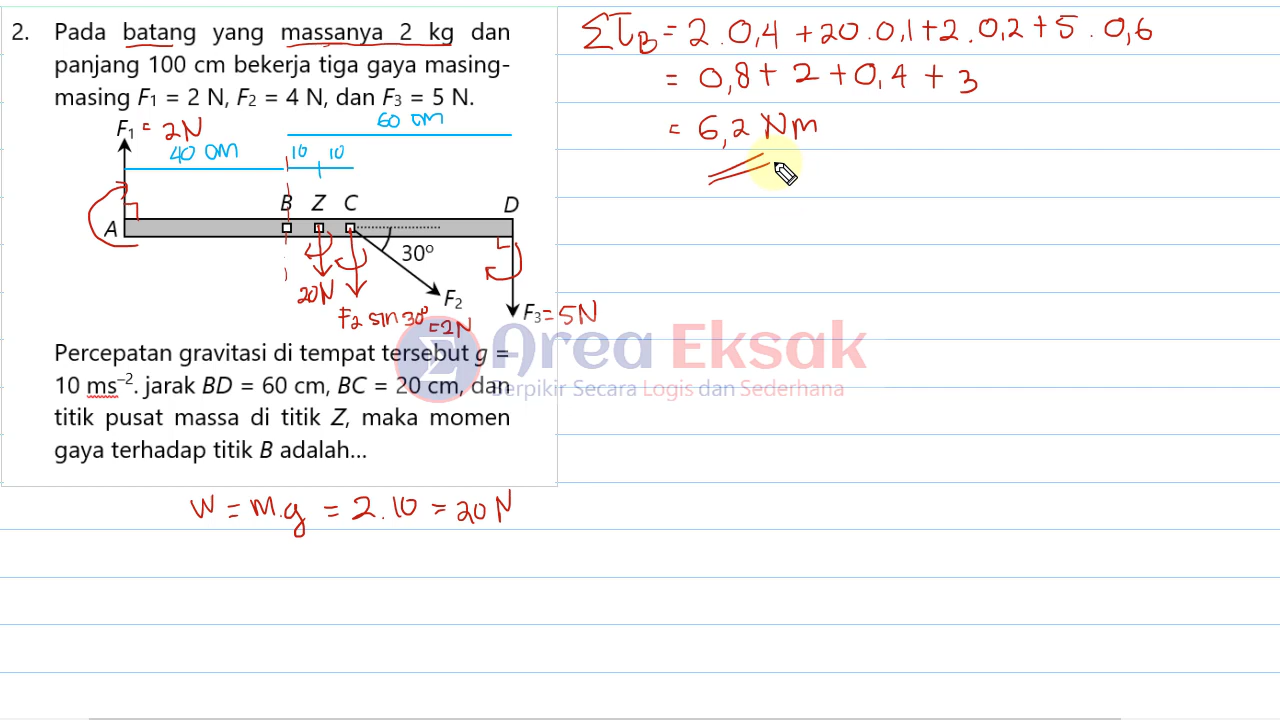 2. Pada batang yang massanya 2 kg dan
panjang 100 cm bekerja tiga gaya masing-
masing F₁ = 2 N, F₂ = 4 N, dan F₃ = 5 N.
60 cm
F₁ = 2N
40 cm
10 10
A
B Z C
D
30°
F₂
20N
F₂ sin 30°
= 2N
F₃ = 5N
Percepatan gravitasi di tempat tersebut g =
10 ms⁻². jarak BD = 60 cm, BC = 20 cm, dan
titik pusat massa di titik Z, maka momen
gaya terhadap titik B adalah...
W = m.g = 2.10 = 20 N
Στ_B = 2.0,4 + 20.0,1 + 2.0,2 + 5.0,6
= 0,8 + 2 + 0,4 + 3
= 6,2 Nm
Σ Area Eksak
Berpikir Secara Logis dan Sederhana